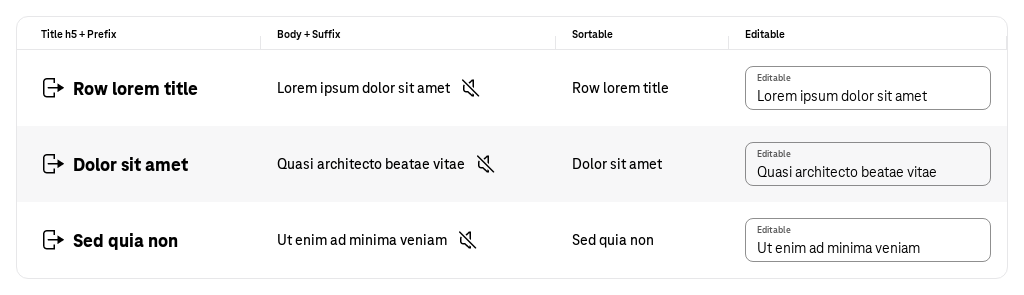 Title h5 + Prefix Body + Suffix Sortable Editable
Editable
Row lorem title Lorem ipsum dolor sit amet Row lorem title Lorem ipsum dolor sit amet
Editable
Dolor sit amet Quasi architecto beatae vitae Dolor sit amet Quasi architecto beatae vitae
Editable
Sed quia non Ut enim ad minima veniam Sed quia non Ut enim ad minima veniam